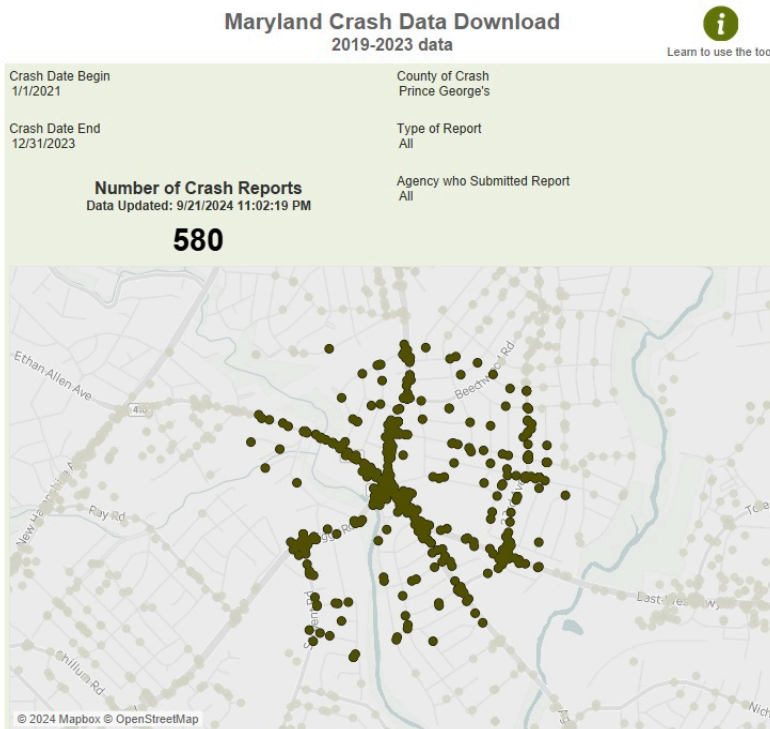 Maryland Crash Data Download
2019-2023 data
i
Learn to use the too
Crash Date Begin
1/1/2021
County of Crash
Prince George's
Crash Date End
12/31/2023
Type of Report
All
Number of Crash Reports
Data Updated: 9/21/2024 11:02:19 PM
580
Agency who Submitted Report
All
Ethan Allen Ave
410
Beechwood Rd
New Hampshire A
Ray Rd
Chillum Rd
© 2024 Mapbox © OpenStreetMap